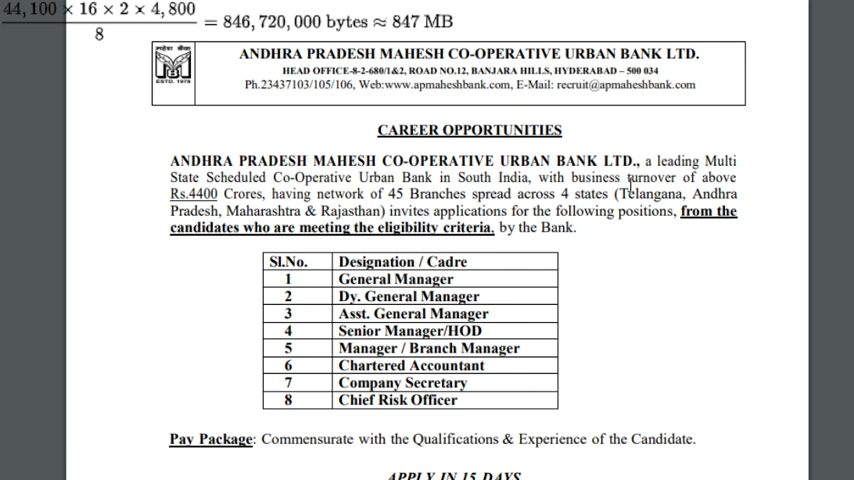 44,100 × 16 × 2 × 4,800
8
= 846,720,000 bytes ≈ 847 MB
ESTD. 1978
ANDHRA PRADESH MAHESH CO-OPERATIVE URBAN BANK LTD.
HEAD OFFICE-8-2-680/1&2, ROAD NO.12, BANJARA HILLS, HYDERABAD – 500 034
Ph.23437103/105/106, Web:www.apmaheshbank.com, E-Mail: recruit@apmaheshbank.com
CAREER OPPORTUNITIES
ANDHRA PRADESH MAHESH CO-OPERATIVE URBAN BANK LTD., a leading Multi
State Scheduled Co-Operative Urban Bank in South India, with business turnover of above
Rs.4400 Crores, having network of 45 Branches spread across 4 states (Telangana, Andhra
Pradesh, Maharashtra & Rajasthan) invites applications for the following positions, from the
candidates who are meeting the eligibility criteria, by the Bank.
Sl.No. Designation / Cadre
1 General Manager
2 Dy. General Manager
3 Asst. General Manager
4 Senior Manager/HOD
5 Manager / Branch Manager
6 Chartered Accountant
7 Company Secretary
8 Chief Risk Officer
Pay Package: Commensurate with the Qualifications & Experience of the Candidate.
APPLY IN 15 DAYS